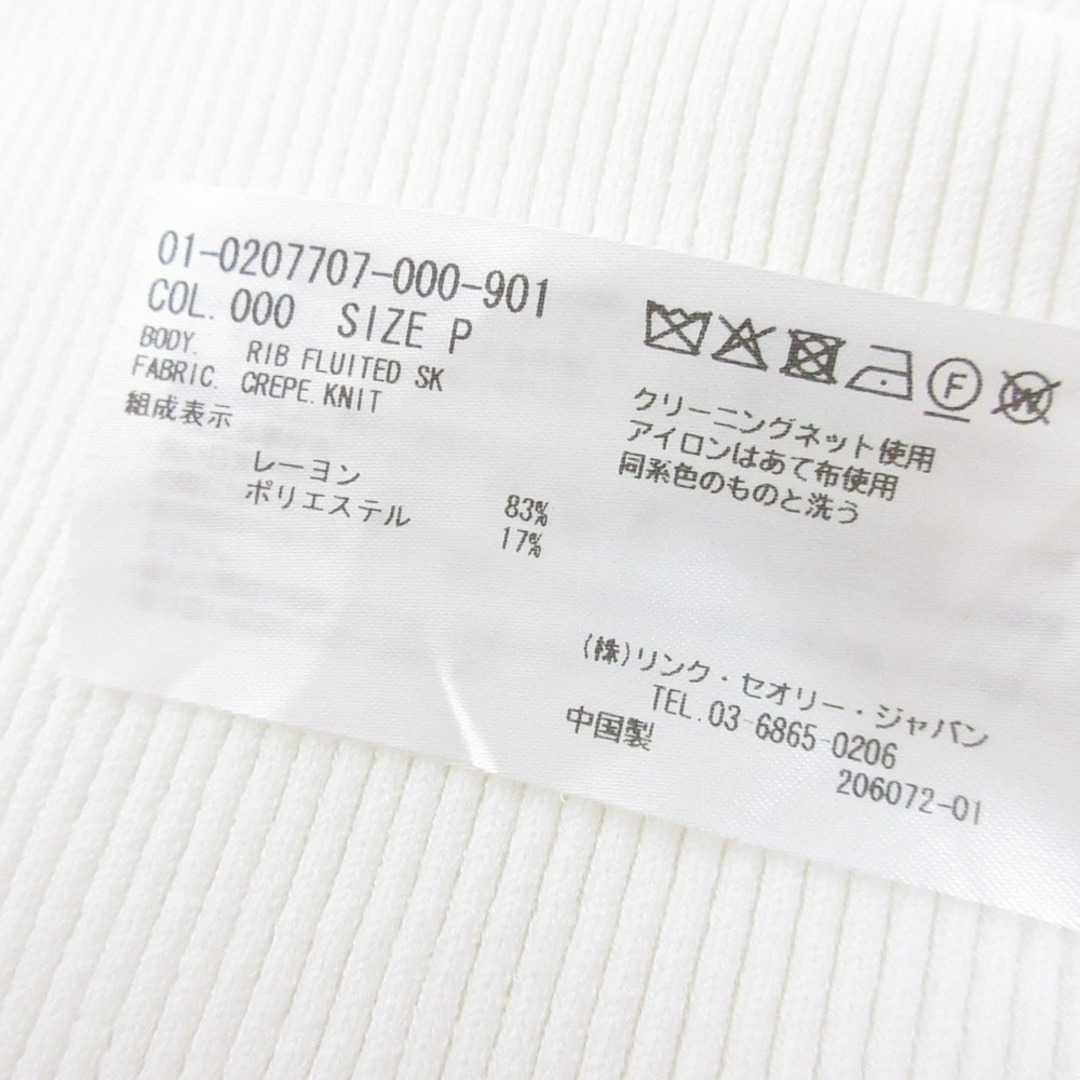 01-0207707-000-901
COL. 000 SIZE P
BODY. RIB FLUITED SK
FABRIC. CREPE.KNIT
組成表示
レーヨン 83%
ポリエステル 17%
クリーニングネット使用
アイロンはあて布使用
同系色のものと洗う
(株)リンク・セオリー・ジャパン
TEL.03-6865-0206
中国製
206072-01
F
W